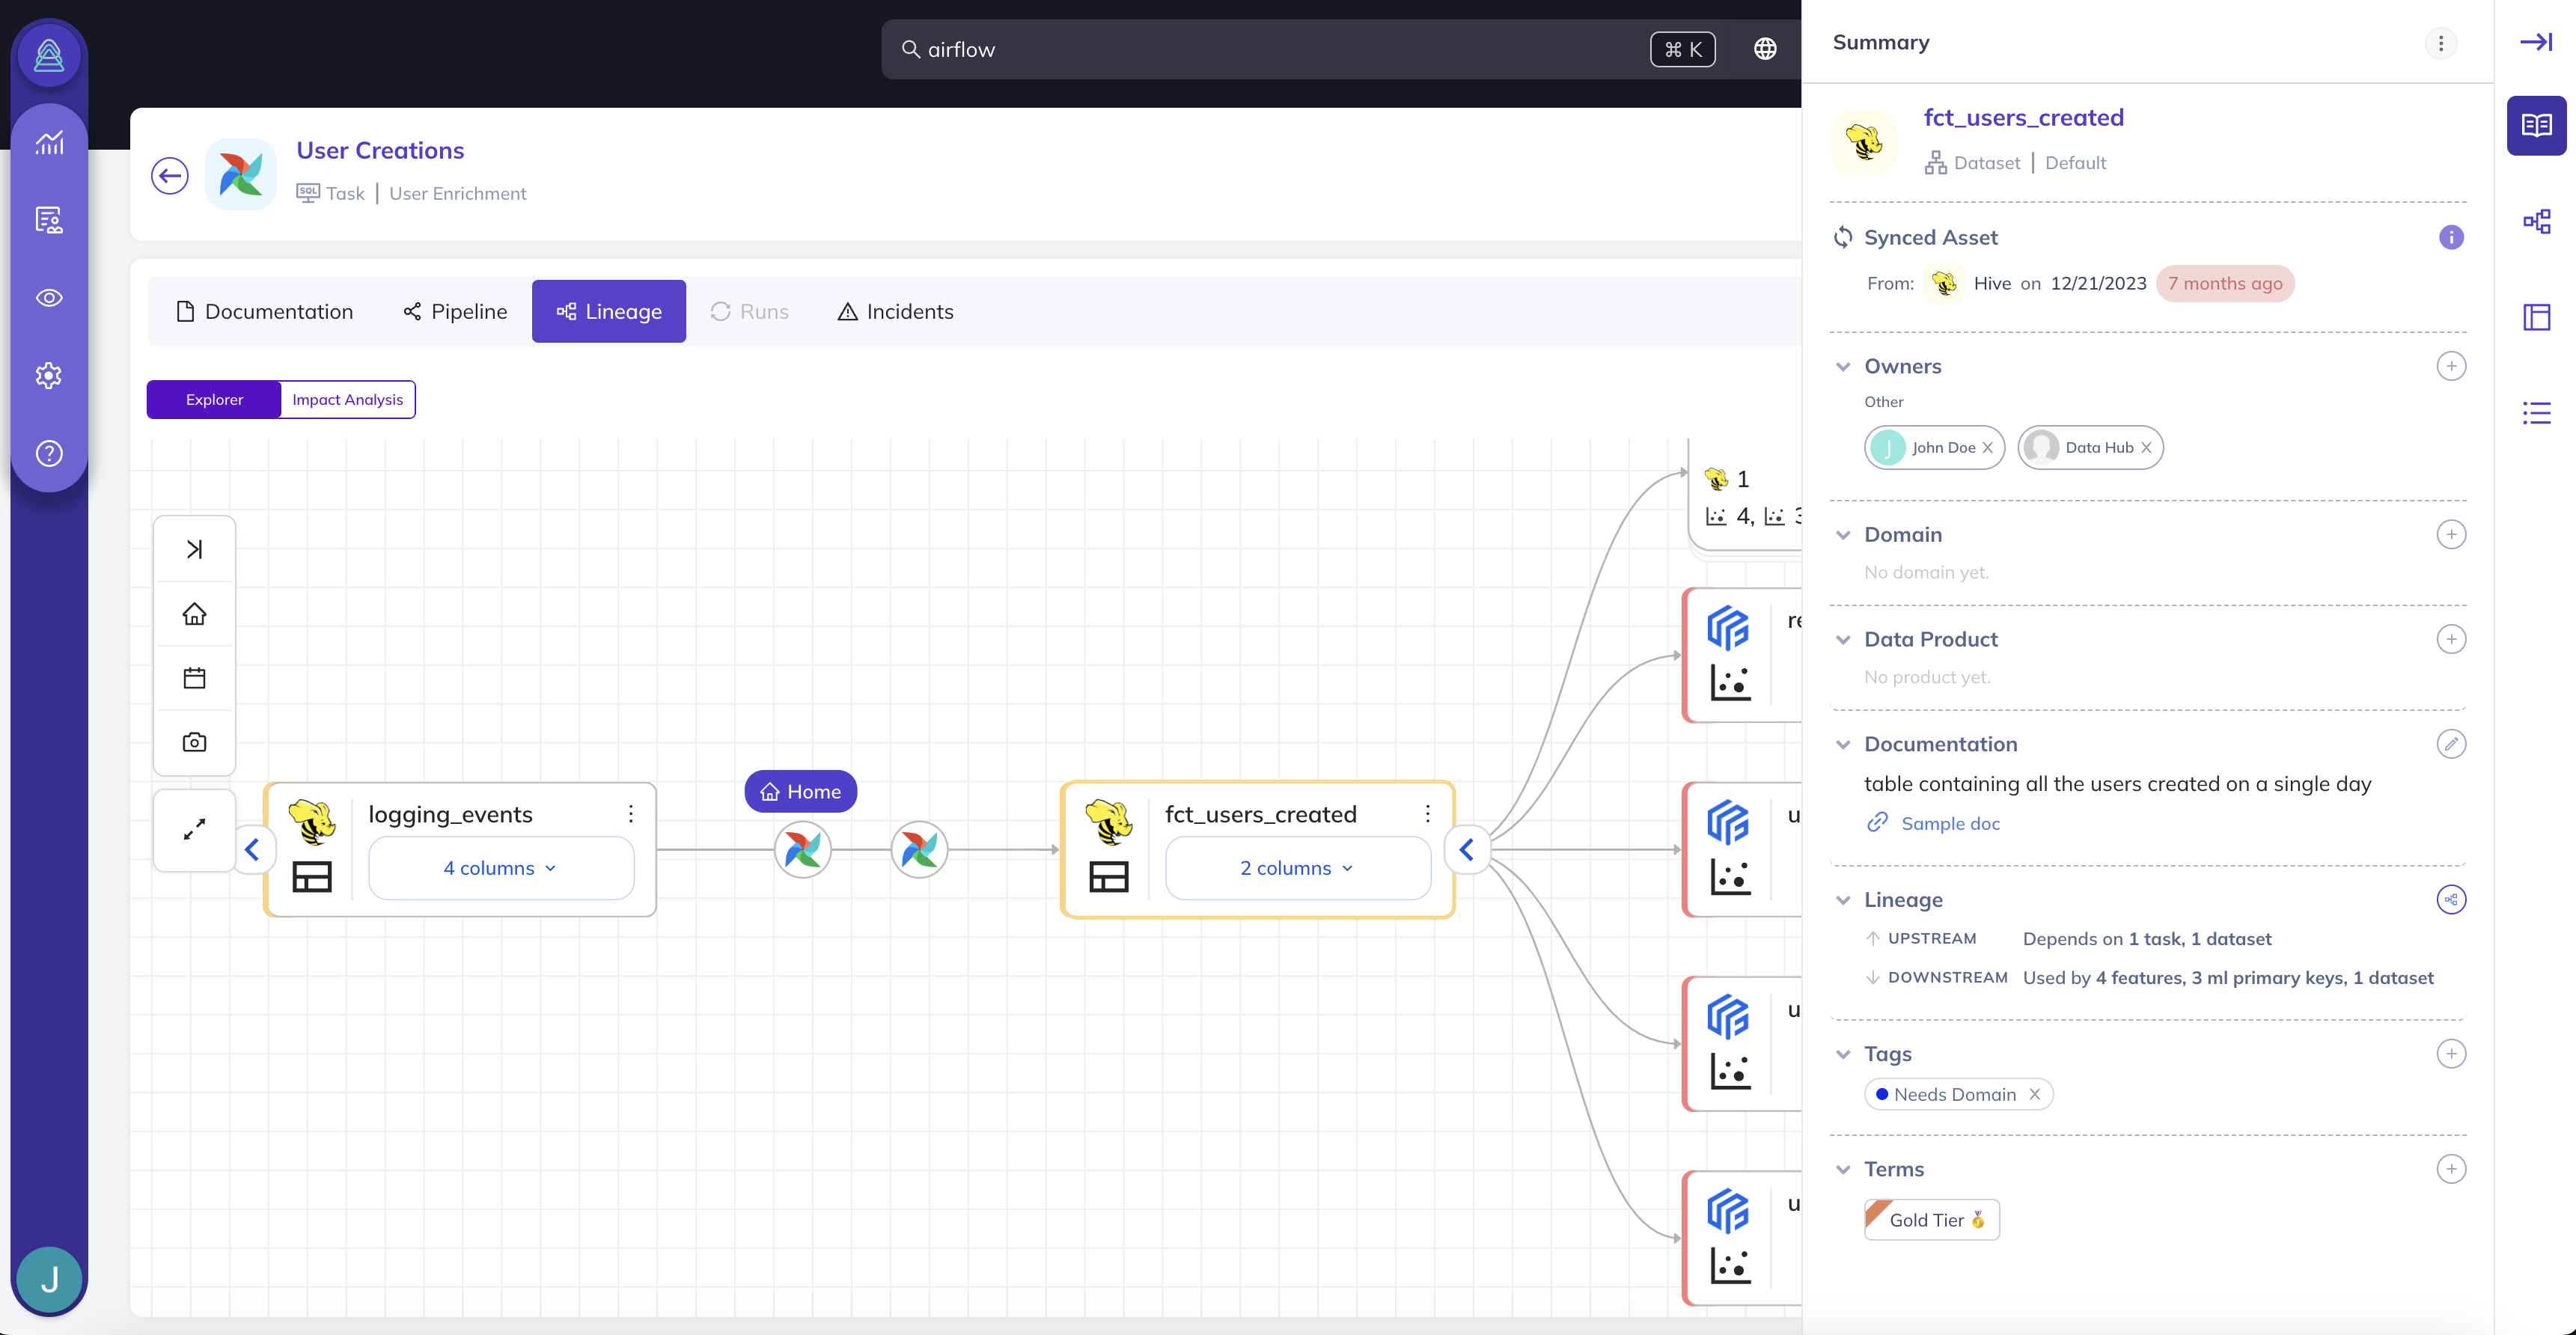 airflow
⌘ K
User Creations
SQL Task | User Enrichment
Documentation
Pipeline
Lineage
Runs
Incidents
Explorer
Impact Analysis
logging_events
4 columns
Home
fct_users_created
2 columns
1
4,
J
Summary
fct_users_created
Dataset | Default
Synced Asset
i
From: Hive on 12/21/2023 7 months ago
Owners
Other
J John Doe
Data Hub
Domain
No domain yet.
Data Product
No product yet.
Documentation
table containing all the users created on a single day
Sample doc
Lineage
UPSTREAM Depends on 1 task, 1 dataset
DOWNSTREAM Used by 4 features, 3 ml primary keys, 1 dataset
Tags
Needs Domain
Terms
Gold Tier 🏅